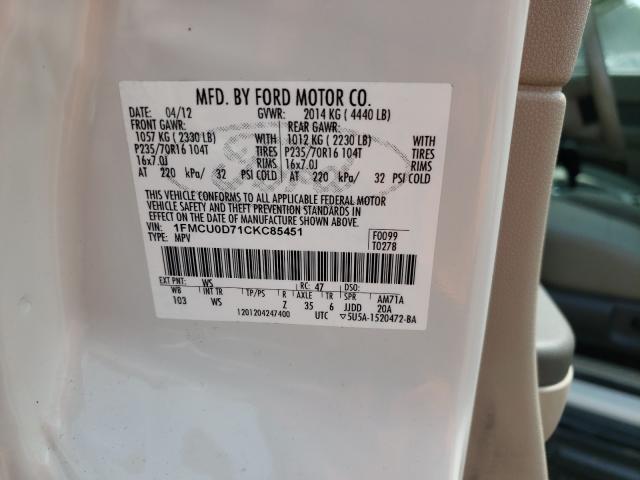 MFD. BY FORD MOTOR CO.
DATE: 04/12 GVWR: 2014 KG ( 4440 LB)
FRONT GAWR: REAR GAWR:
1057 KG ( 2330 LB) WITH 1012 KG ( 2230 LB) WITH
P235/70R16 104T TIRES P235/70R16 104T TIRES
16x7.0J RIMS 16x7.0J RIMS
AT 220 kPa/ 32 PSI COLD AT 220 kPa/ 32 PSI COLD
Ford
THIS VEHICLE CONFORMS TO ALL APPLICABLE FEDERAL MOTOR
VEHICLE SAFETY AND THEFT PREVENTION STANDARDS IN
EFFECT ON THE DATE OF MANUFACTURE SHOWN ABOVE.
VIN: 1FMCU0D71CKC85451 F0099
TYPE: MPV T0278
EXT PNT: WS RC: 47 DSO:
WB INT TR TP/PS R AXLE TR SPR AM71A
103 WS Z 35 6 JJDD 20A
1201204247400 UTC ▽5U5A-1520472-BA